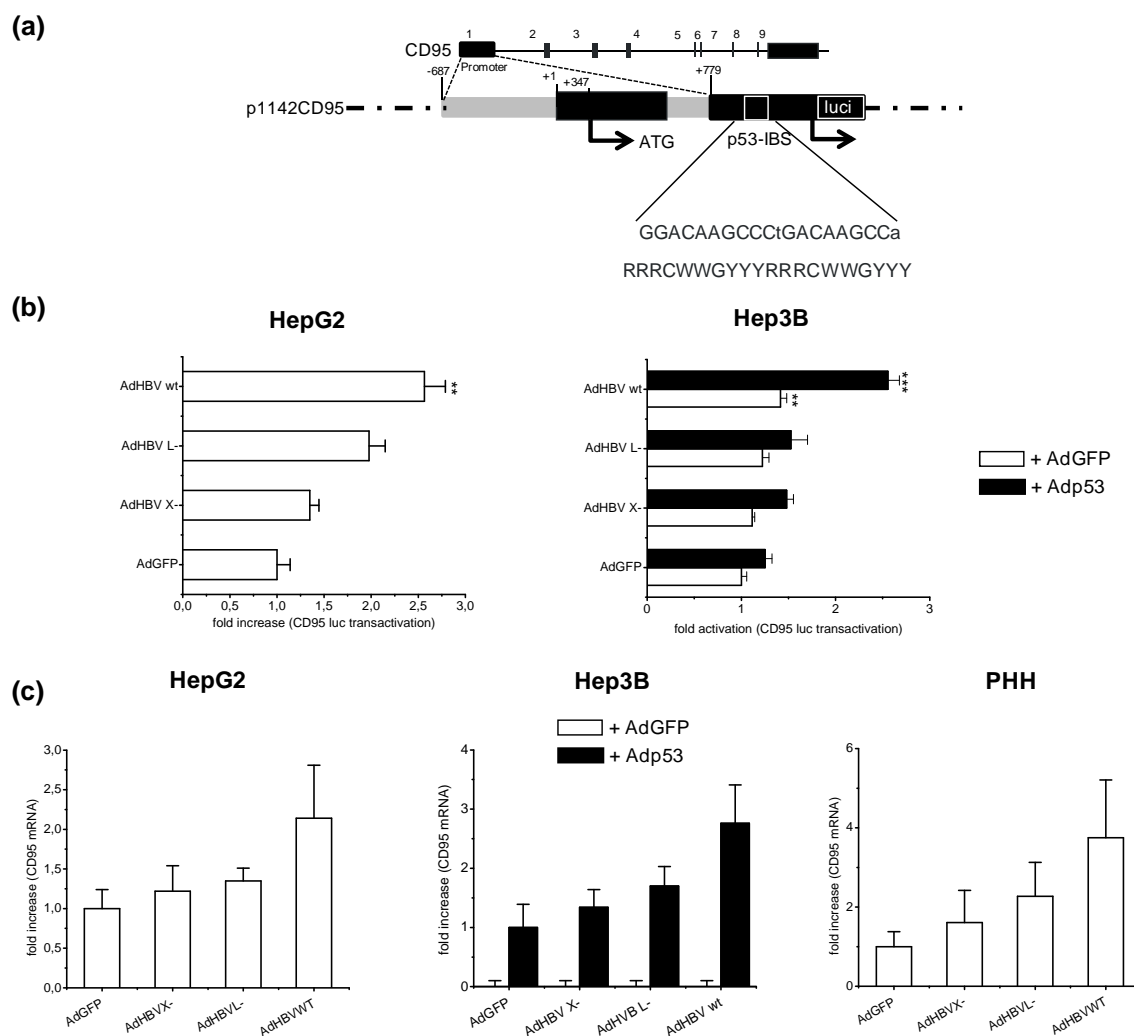 (a)
1 2 3 4 5 6 7 8 9
CD95
Promoter
-687 +1 +347 +779
p1142CD95
luci
ATG
p53-IBS
GGACAAGCCCtGACAAGCCa
RRRCWWGYYYRRRCWWGYYY
(b)
HepG2
AdHBV wt
**
AdHBV L-
AdHBV X-
AdGFP
0,0 0,5 1,0 1,5 2,0 2,5 3,0
fold increase (CD95 luc transactivation)
Hep3B
AdHBV wt
***
**
AdHBV L-
AdHBV X-
AdGFP
0 1 2 3
fold activation (CD95 luc transactivation)
+ AdGFP
+ Adp53
(c)
HepG2
fold increase (CD95 mRNA)
3,0
2,5
2,0
1,5
1,0
0,5
0,0
AdGFP AdHBVX- AdHBVL- AdHBVWT
Hep3B
+ AdGFP
+ Adp53
fold increase (CD95 mRNA)
4
3
2
1
0
AdGFP AdHBV X- AdHVB L- AdHBV wt
PHH
fold increase (CD95 mRNA)
6
4
2
0
AdGFP AdHBVX- AdHBVL- AdHBVWT